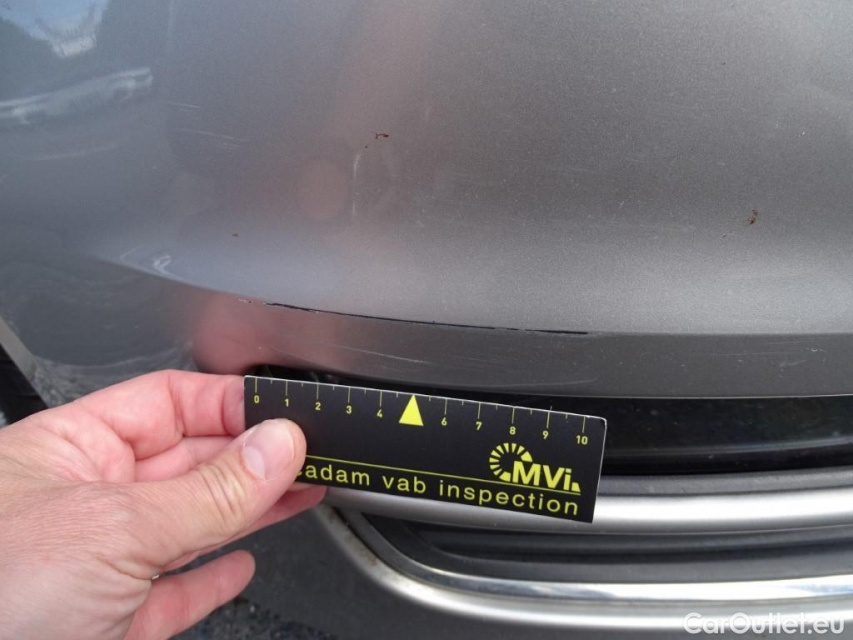 0 1 2 3 4 6 7 8 9 10
MVi
adam vab inspection
CarOutlet.eu